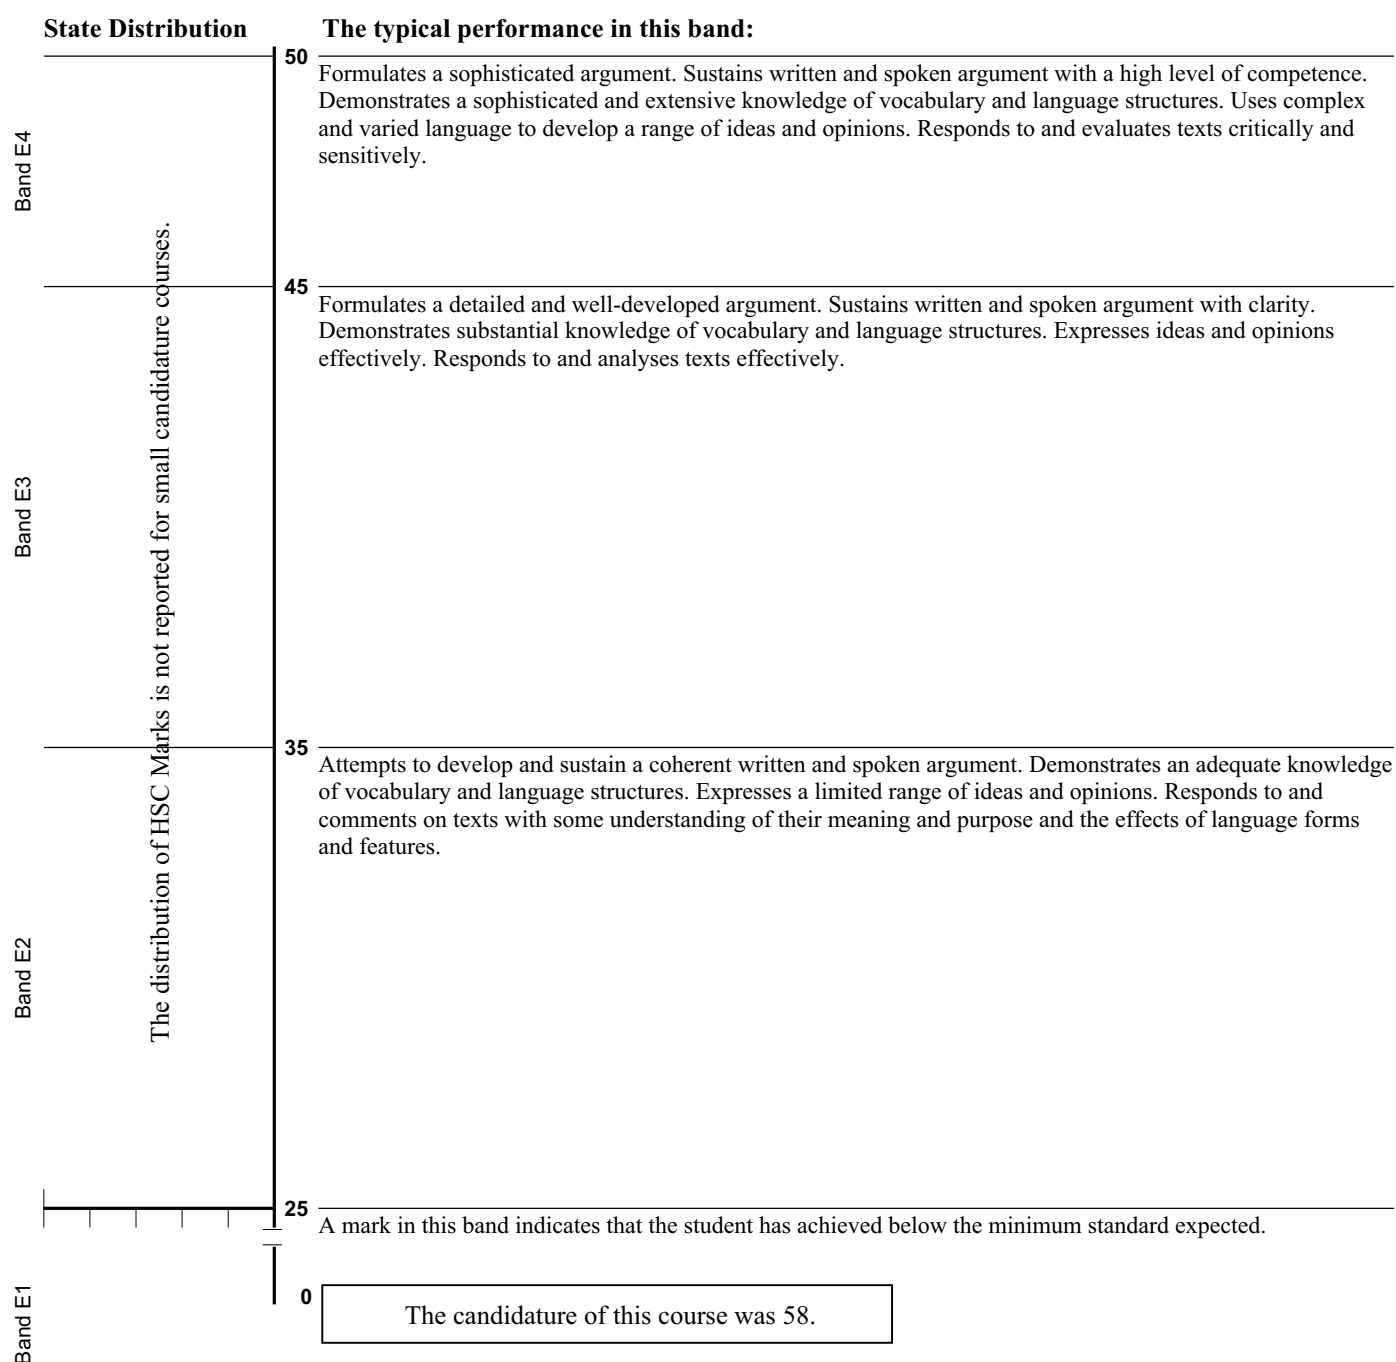 State Distribution
The typical performance in this band:
50
Formulates a sophisticated argument. Sustains written and spoken argument with a high level of competence.
Demonstrates a sophisticated and extensive knowledge of vocabulary and language structures. Uses complex
and varied language to develop a range of ideas and opinions. Responds to and evaluates texts critically and
sensitively.
Band E4
The distribution of HSC Marks is not reported for small candidature courses.
45
Formulates a detailed and well-developed argument. Sustains written and spoken argument with clarity.
Demonstrates substantial knowledge of vocabulary and language structures. Expresses ideas and opinions
effectively. Responds to and analyses texts effectively.
Band E3
35
Attempts to develop and sustain a coherent written and spoken argument. Demonstrates an adequate knowledge
of vocabulary and language structures. Expresses a limited range of ideas and opinions. Responds to and
comments on texts with some understanding of their meaning and purpose and the effects of language forms
and features.
Band E2
25
A mark in this band indicates that the student has achieved below the minimum standard expected.
0
Band E1
The candidature of this course was 58.